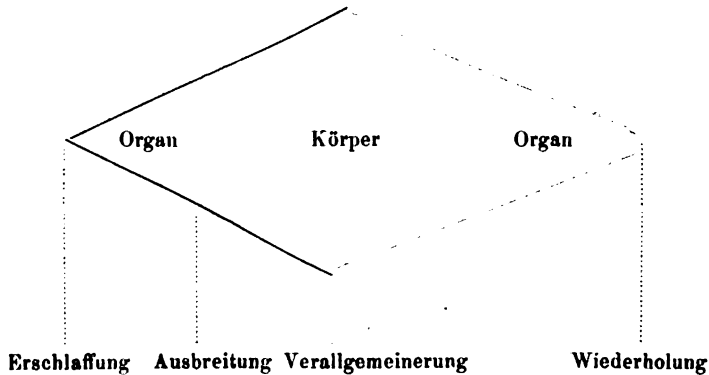 Organ Körper Organ
Erschlaffung Ausbreitung Verallgemeinerung Wiederholung